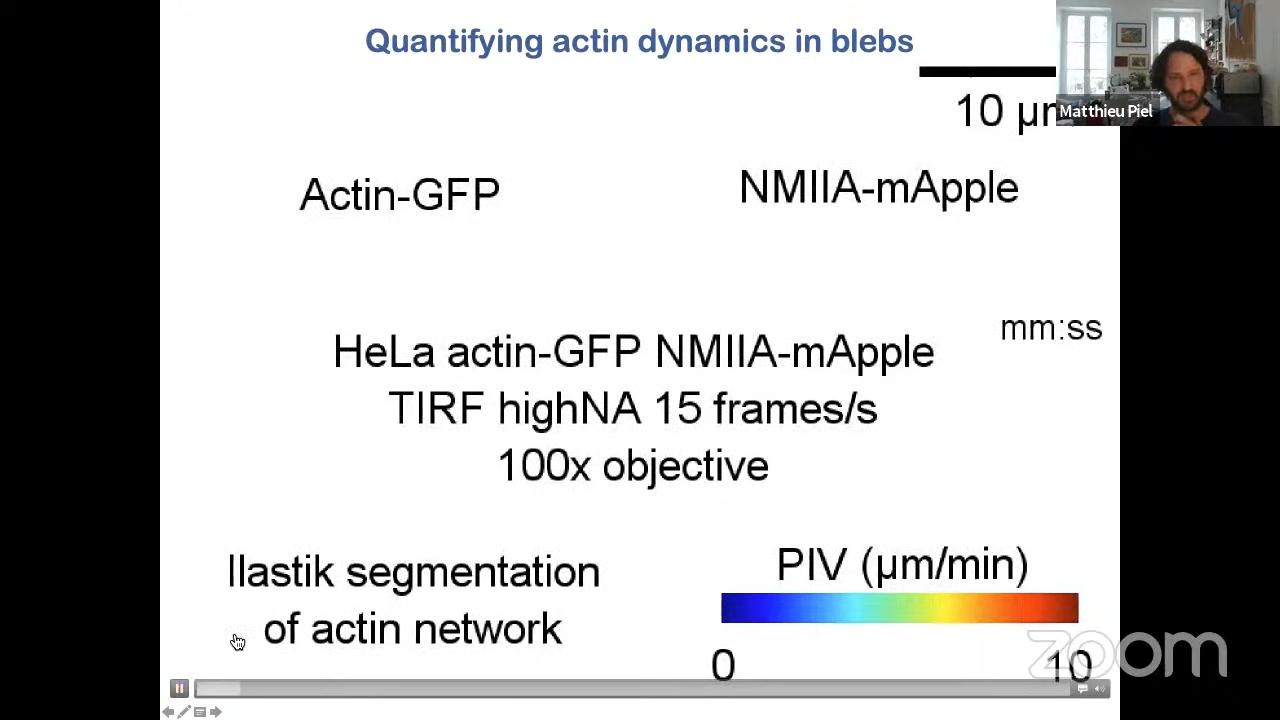 Quantifying actin dynamics in blebs
10 µm
Matthieu Piel
Actin-GFP
NMIIA-mApple
mm:ss
HeLa actin-GFP NMIIA-mApple
TIRF highNA 15 frames/s
100x objective
Ilastik segmentation
of actin network
PIV (µm/min)
0
10
zoom